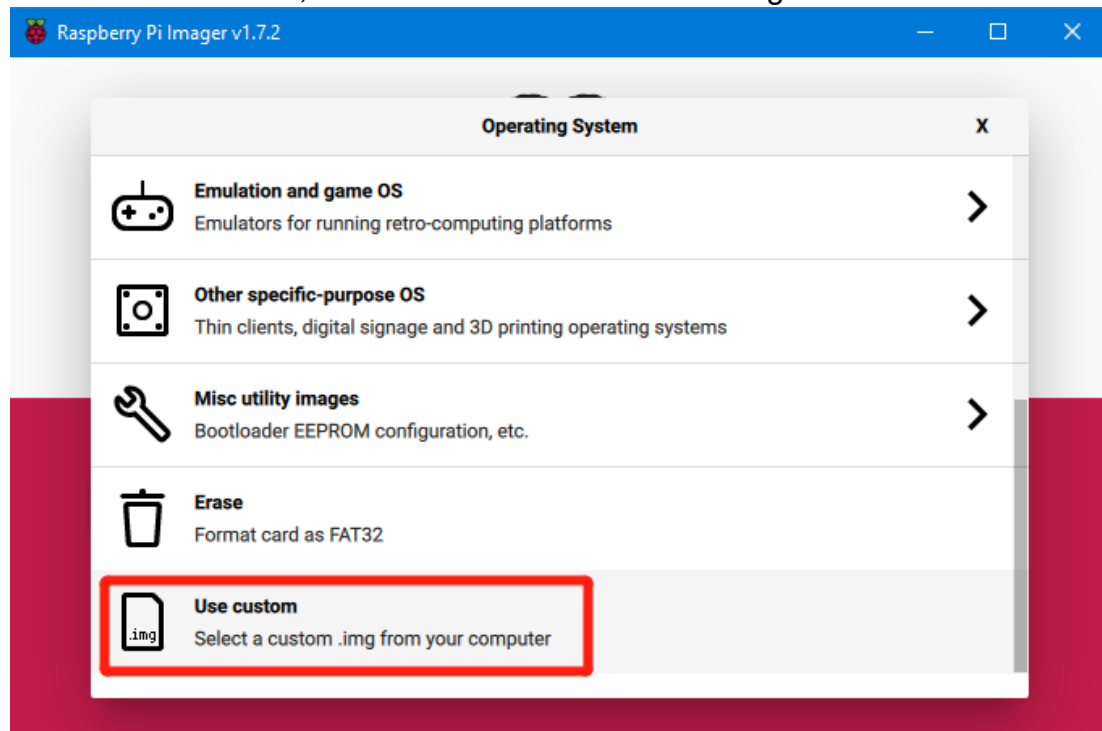 Raspberry Pi Imager v1.7.2
Operating System X
Emulation and game OS
Emulators for running retro-computing platforms
Other specific-purpose OS
Thin clients, digital signage and 3D printing operating systems
Misc utility images
Bootloader EEPROM configuration, etc.
Erase
Format card as FAT32
.img
Use custom
Select a custom .img from your computer